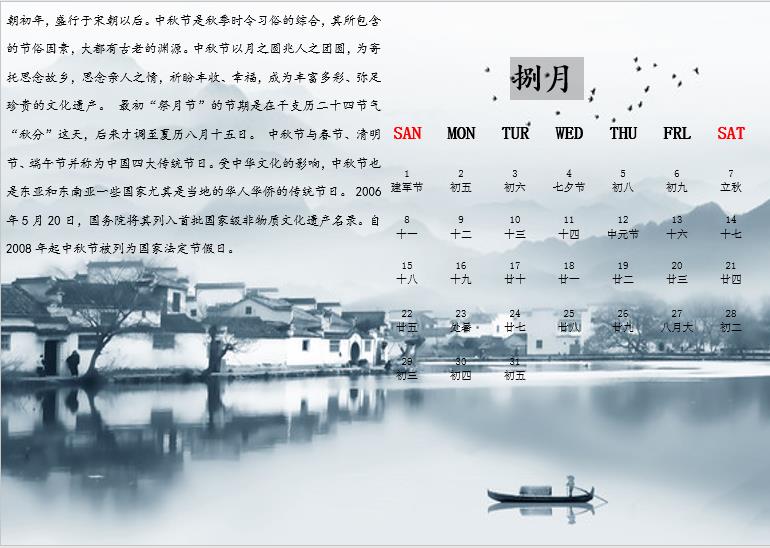 朝初年，盛行于宋朝以后。中秋节是秋季时令习俗的综合，其所包含
的节俗因素，大都有古老的渊源。中秋节以月之圆兆人之团圆，为寄
托思念故乡，思念亲人之情，祈盼丰收、幸福，成为丰富多彩、弥足
珍贵的文化遗产。 最初“祭月节”的节期是在干支历二十四节气
“秋分”这天，后来才调至夏历八月十五日。 中秋节与春节、清明
节、端午节并称为中国四大传统节日。受中华文化的影响，中秋节也
是东亚和东南亚一些国家尤其是当地的华人华侨的传统节日。 2006
年 5 月 20 日，国务院将其列入首批国家级非物质文化遗产名录。自
2008 年起中秋节被列为国家法定节假日。
捌月
SAN MON TUR WED THU FRL SAT
1 2 3 4 5 6 7
建军节 初五 初六 七夕节 初八 初九 立秋
8 9 10 11 12 13 14
十一 十二 十三 十四 中元节 十六 十七
15 16 17 18 19 20 21
十八 十九 廿十 廿一 廿二 廿三 廿四
22 23 24 25 26 27 28
廿五 处暑 廿七 廿八 廿九 八月大 初二
29 30 31
初三 初四 初五